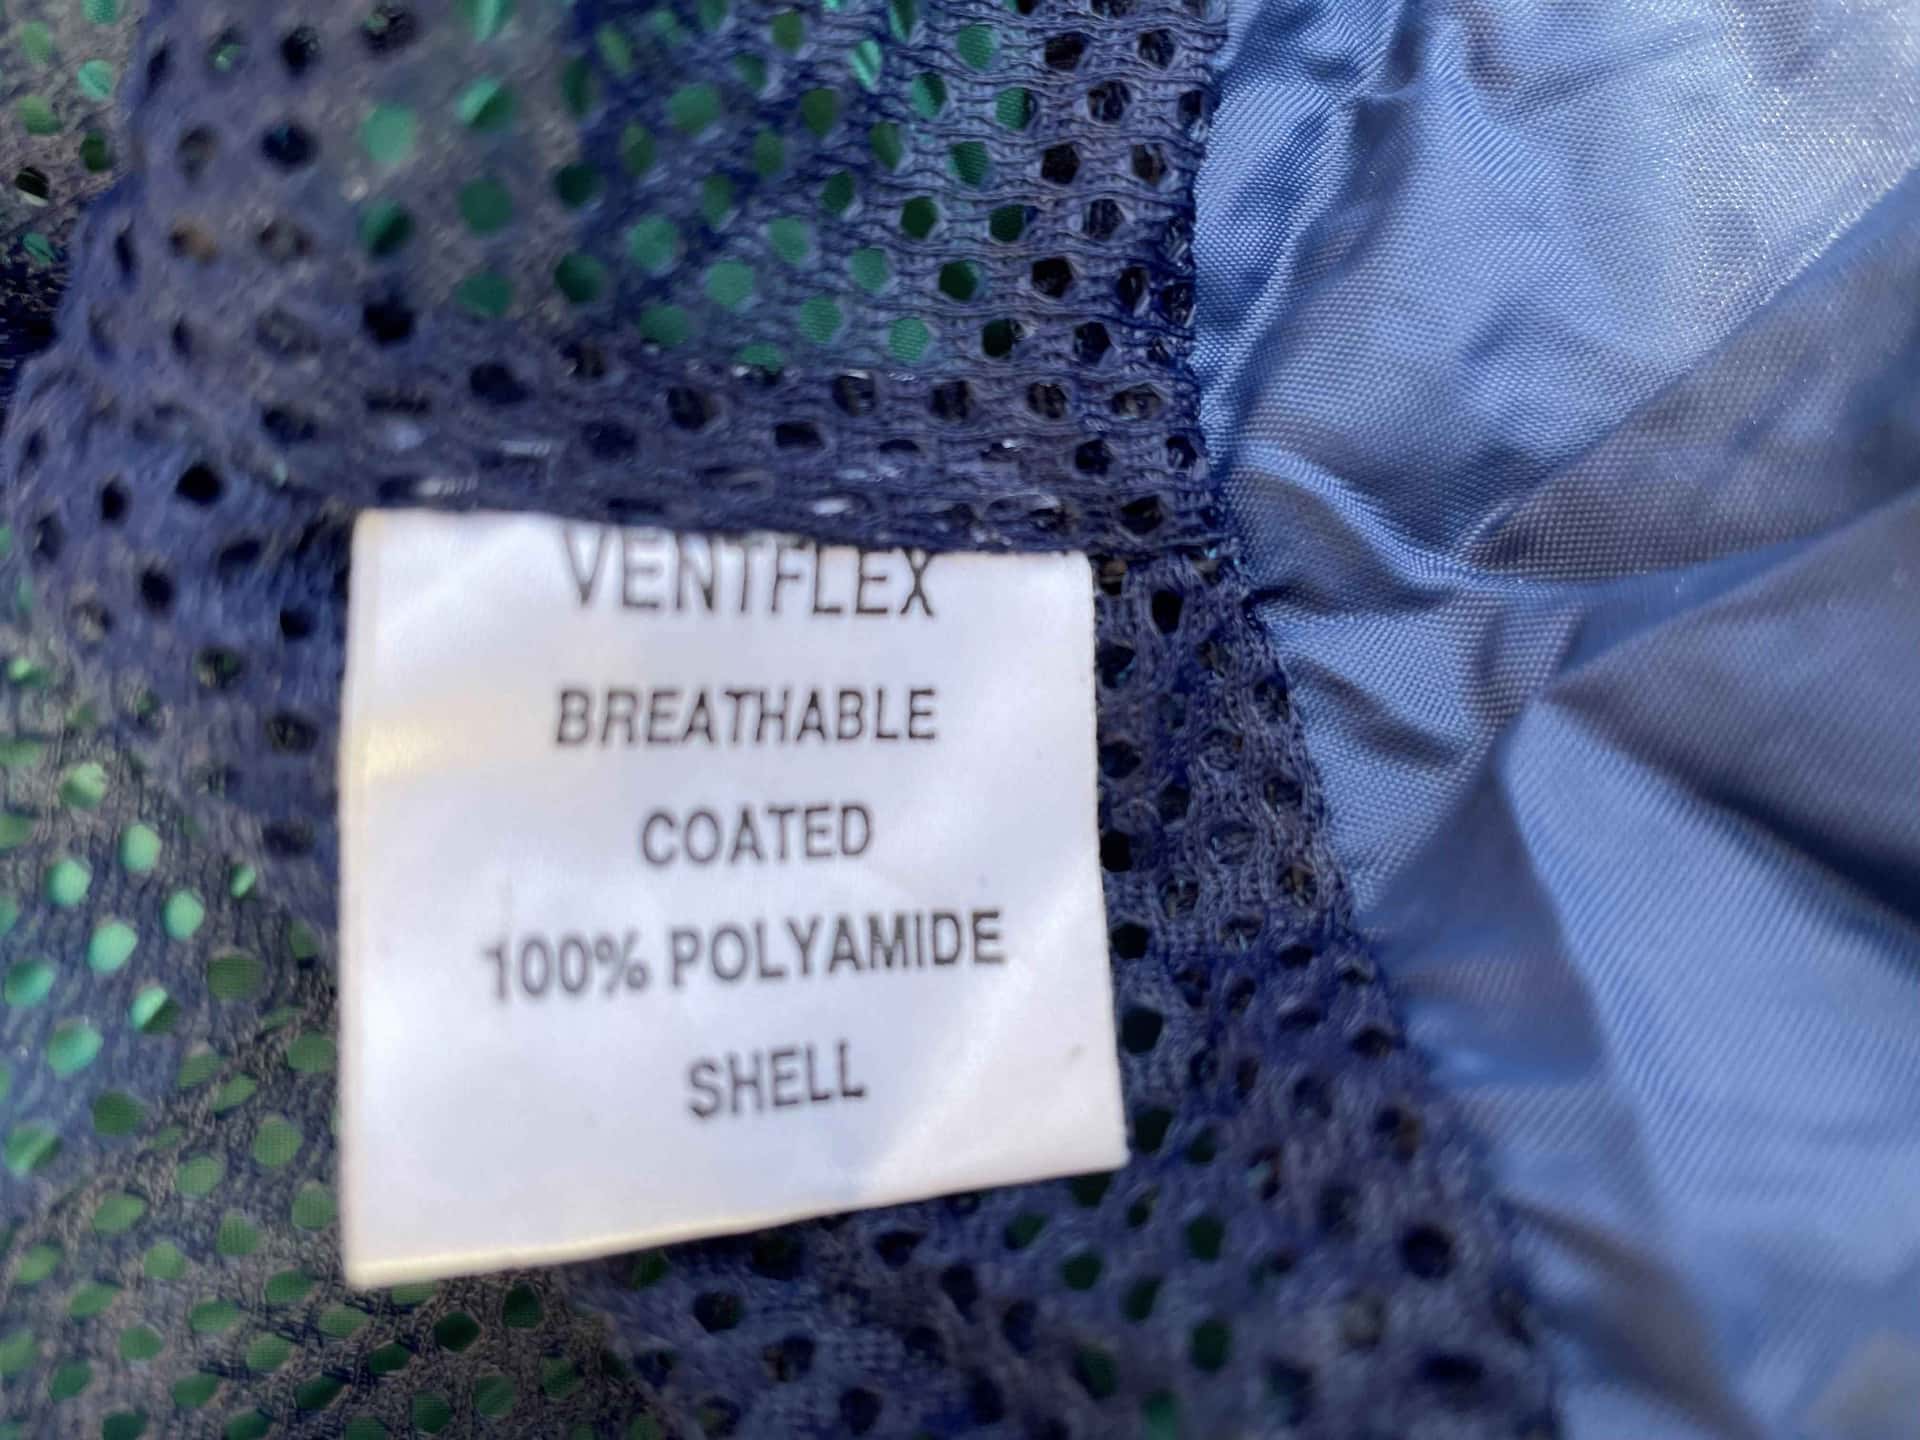 VENTFLEX
BREATHABLE
COATED
100% POLYAMIDE
SHELL